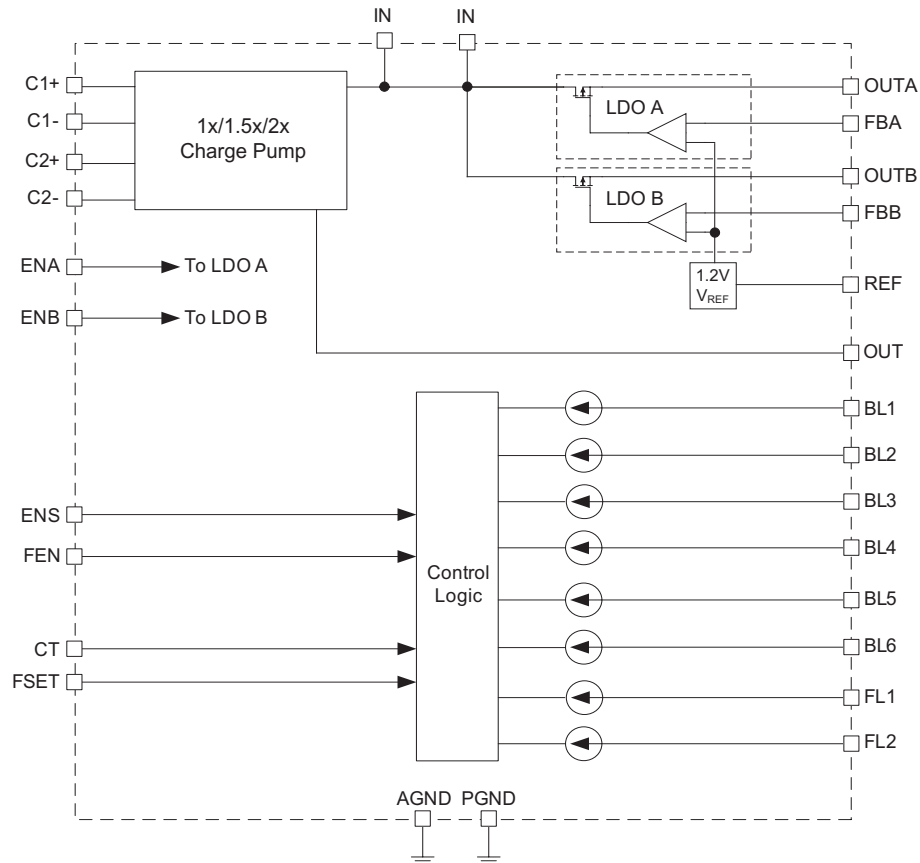 IN
IN
C1+
C1-
C2+
C2-
1x/1.5x/2x
Charge Pump
LDO A
LDO B
OUTA
FBA
OUTB
FBB
1.2V
VREF
REF
ENA
To LDO A
ENB
To LDO B
OUT
BL1
BL2
BL3
BL4
BL5
BL6
FL1
FL2
ENS
FEN
CT
FSET
Control
Logic
AGND
PGND